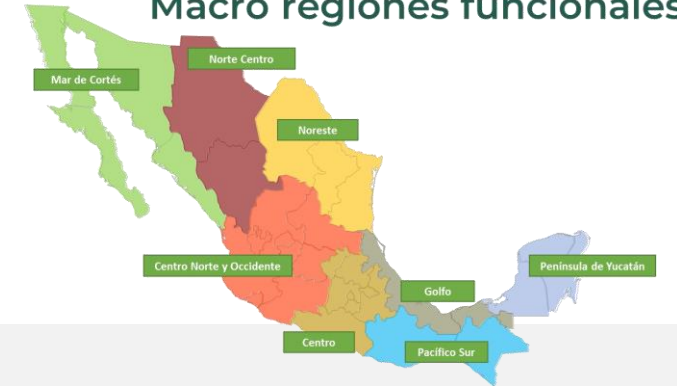 Macro regiones funcionales
Norte Centro
Mar de Cortés
Noreste
Centro Norte y Occidente
Península de Yucatán
Golfo
Centro
Pacífico Sur